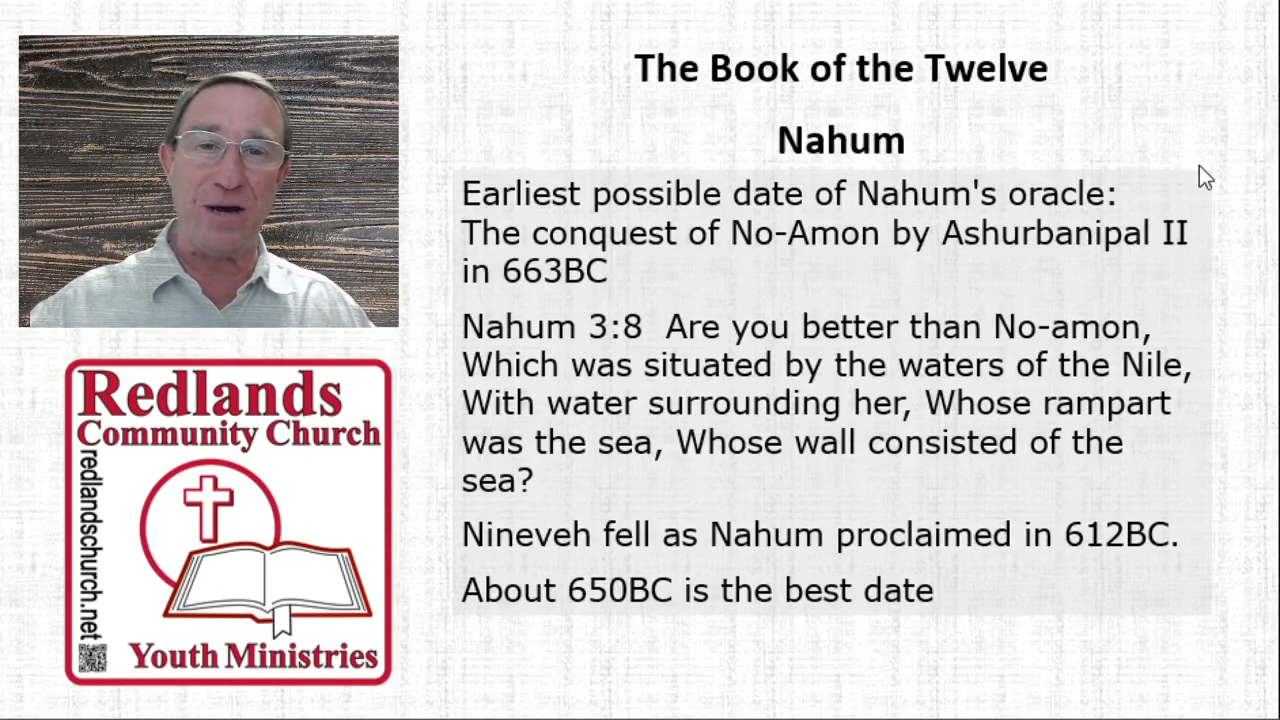 The Book of the Twelve
Nahum
Earliest possible date of Nahum's oracle:
The conquest of No-Amon by Ashurbanipal II
in 663BC
Nahum 3:8  Are you better than No-amon,
Which was situated by the waters of the Nile,
With water surrounding her, Whose rampart
was the sea, Whose wall consisted of the
sea?
Nineveh fell as Nahum proclaimed in 612BC.
About 650BC is the best date
Redlands
Community Church
redlandschurch.net
Youth Ministries